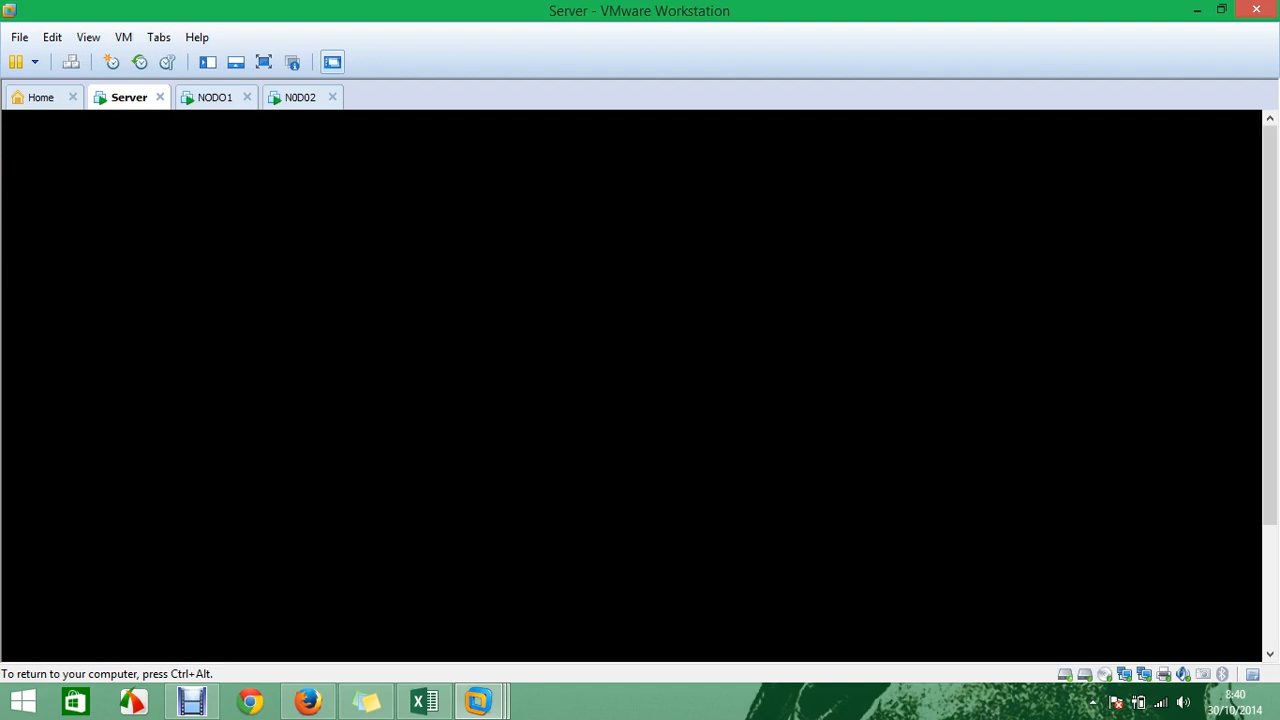 Server - VMware Workstation
File Edit View VM Tabs Help
Home Server NODO1 N0D02
To return to your computer, press Ctrl+Alt.
8:40
30/10/2014